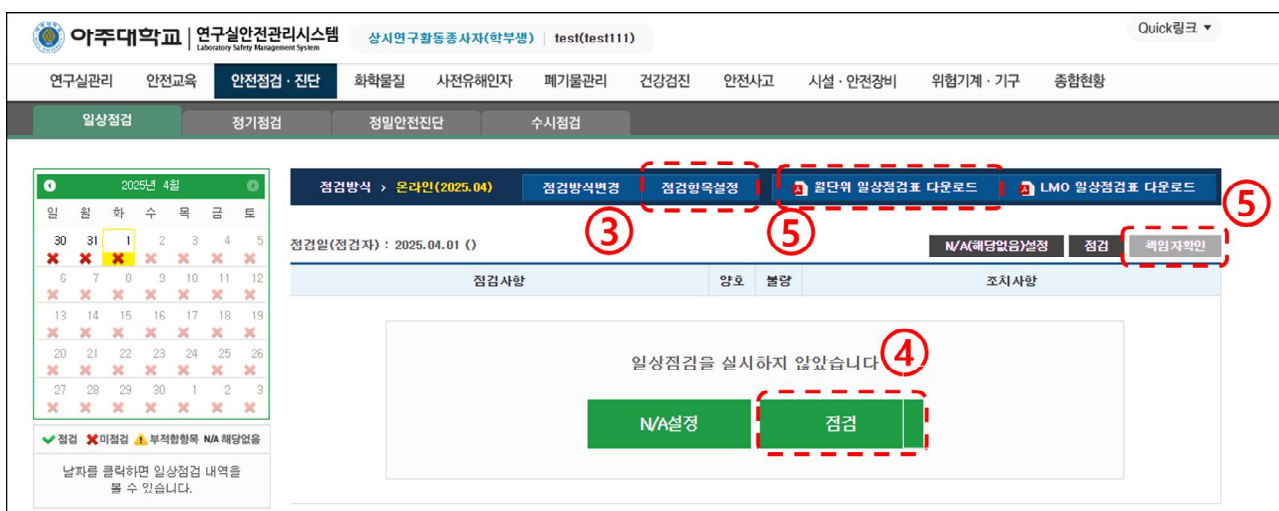 아주대학교 연구실안전관리시스템 Laboratory Safety Management System 상시연구활동종사자(학부생) | test(test111) Quick링크 ▼
연구실관리 안전교육 안전점검 · 진단 화학물질 사전유해인자 폐기물관리 건강검진 안전사고 시설 · 안전장비 위험기계 · 기구 종합현황
일상점검 정기점검 정밀안전진단 수시점검
2025년 4월
일 월 화 수 목 금 토
30 31 1 2 3 4 5
6 7 8 9 10 11 12
13 14 15 16 17 18 19
20 21 22 23 24 25 26
27 28 29 30 1 2 3
점검 미점검 부적합항목 N/A 해당없음
날짜를 클릭하면 일상점검 내역을
볼 수 있습니다.
점검방식 > 온라인(2025.04) 점검방식변경 점검항목설정 월단위 일상점검표 다운로드 LMO 일상점검표 다운로드
③ ⑤ ⑤
점검일(점검자) : 2025.04.01 () N/A(해당없음)설정 점검 책임자확인
점검사항 양호 불량 조치사항
일상점검을 실시하지 않았습니다
④
N/A설정 점검